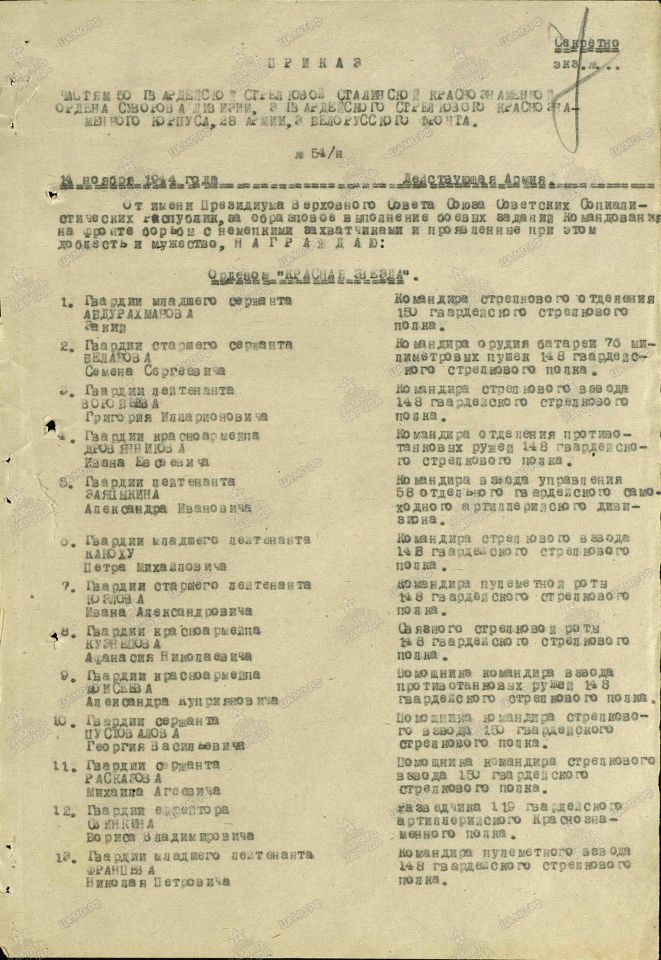 Секретно
экз. № ..
ПРИКАЗ
ЧАСТЯМ 50 ГВАРДЕЙСКОЙ СТРЕЛКОВОЙ СТАЛИНСКОЙ КРАСНОЗНАМЕННОЙ
ОРДЕНА СУВОРОВА ДИВИЗИИ, 3 ГВАРДЕЙСКОГО СТРЕЛКОВОГО КРАСНОЗНА-
МЕННОГО КОРПУСА, 28 АРМИИ, 3 БЕЛОРУССКОГО ФРОНТА.
№ 54/н
14 ноября 1944 года Действующая Армия.
От имени Президиума Верховного Совета Союза Советских Социали-
стических Республик, за образцовое выполнение боевых заданий Командования
на фронте борьбы с немецкими захватчиками и проявленные при этом
доблесть и мужество, НАГРАЖДАЮ:
Орденом "КРАСНАЯ ЗВЕЗДА".
1. Гвардии младшего сержанта Командира стрелкового отделения
АБДУРАХМАНОВА 150 гвардейского стрелкового
Закий полка.
2. Гвардии старшего сержанта Командира орудия батареи 76 ми-
БЕЛАНОВА лиметровых пушек 148 гвардейс-
Семена Сергеевича кого стрелкового полка.
3. Гвардии лейтенанта Командира стрелкового взвода
ВОРОБЬЕВА 148 гвардейского стрелкового
Григория Илларионовича полка.
4. Гвардии красноармейца Командира отделения противо-
ДРОВЯННИКОВА танковых ружей 148 гвардейско-
Ивана Евсеевича го стрелкового полка.
5. Гвардии лейтенанта Командира взвода управления
ЗАЯПЫКИНА 58 отдельного гвардейского само-
Александра Ивановича ходного артиллерийского диви-
зиона.
6. Гвардии младшего лейтенанта Командира стрелкового взвода
КАКОХУ 148 гвардейского стрелкового
Петра Михайловича полка.
7. Гвардии старшего лейтенанта Командира пулеметной роты
КОЗЛОВА 148 гвардейского стрелкового
Ивана Александровича полка.
8. Гвардии красноармейца Связного стрелковой роты
КУЗНЕЦОВА 148 гвардейского стрелкового
Афанасия Николаевича полка.
9. Гвардии красноармейца Помощника командира взвода
МОИСЕЕВА противотанковых ружей 148
Александра Куприяновича гвардейского стрелкового полка.
10. Гвардии сержанта Помощника командира стрелково-
ПУСТОВАЛОВА го взвода 150 гвардейского
Георгия Васильевича стрелкового полка.
11. Гвардии сержанта Помощника командира стрелкового
РАСКАЗОВА взвода 150 гвардейского
Михаила Агеевича стрелкового полка.
12. Гвардии ефрейтора Разведчика 119 гвардейского
артиллерийского Краснозна-
Бориса Владимировича менного полка.
13. Гвардии младшего лейтенанта Командира пулеметного взвода
ФРАНЦЕВА 148 гвардейского стрелкового
Николая Петровича полка.